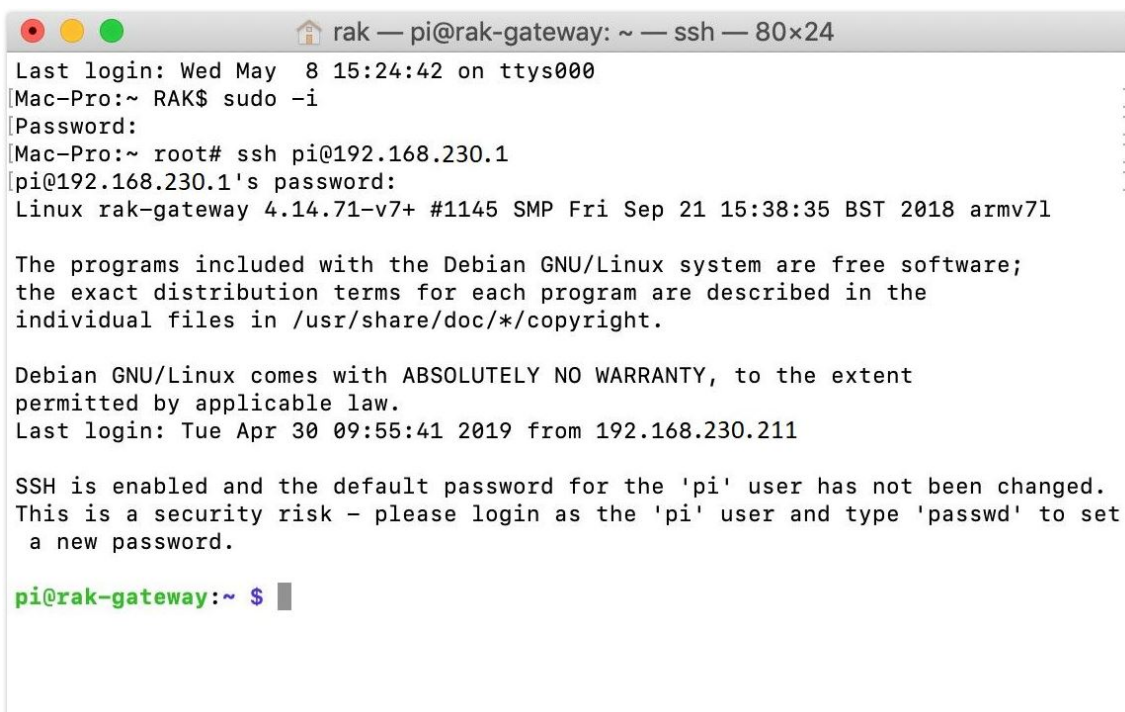 rak — pi@rak-gateway: ~ — ssh — 80×24
Last login: Wed May  8 15:24:42 on ttys000
[Mac-Pro:~ RAK$ sudo -i
[Password:
[Mac-Pro:~ root# ssh pi@192.168.230.1
[pi@192.168.230.1's password:
Linux rak-gateway 4.14.71-v7+ #1145 SMP Fri Sep 21 15:38:35 BST 2018 armv7l
The programs included with the Debian GNU/Linux system are free software;
the exact distribution terms for each program are described in the
individual files in /usr/share/doc/*/copyright.
Debian GNU/Linux comes with ABSOLUTELY NO WARRANTY, to the extent
permitted by applicable law.
Last login: Tue Apr 30 09:55:41 2019 from 192.168.230.211
SSH is enabled and the default password for the 'pi' user has not been changed.
This is a security risk – please login as the 'pi' user and type 'passwd' to set
 a new password.
pi@rak-gateway:~ $